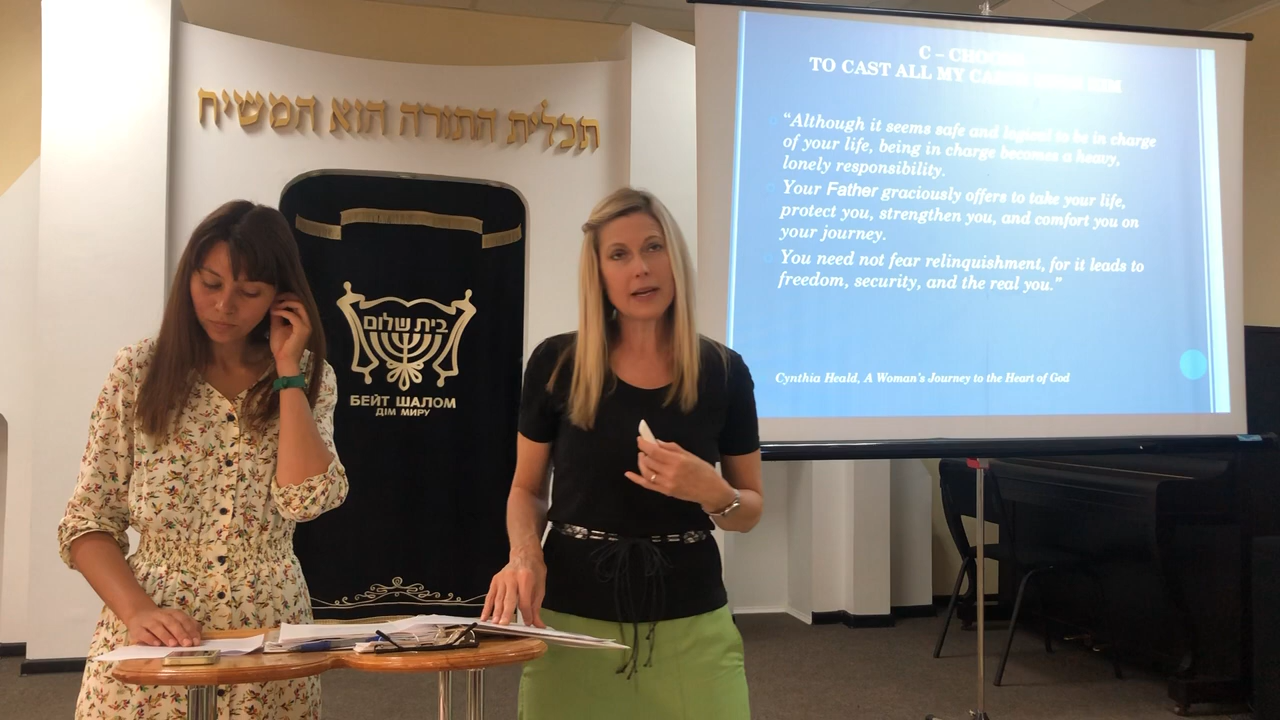 תכלית התורה הוא המשיח
בית שלום
БЕЙТ ШАЛОМ
ДІМ МИРУ
C – CHOOSE
TO CAST ALL MY CARES UPON HIM
“Although it seems safe and logical to be in charge
of your life, being in charge becomes a heavy,
lonely responsibility.
Your Father graciously offers to take your life,
protect you, strengthen you, and comfort you on
your journey.
You need not fear relinquishment, for it leads to
freedom, security, and the real you.”
Cynthia Heald, A Woman's Journey to the Heart of God